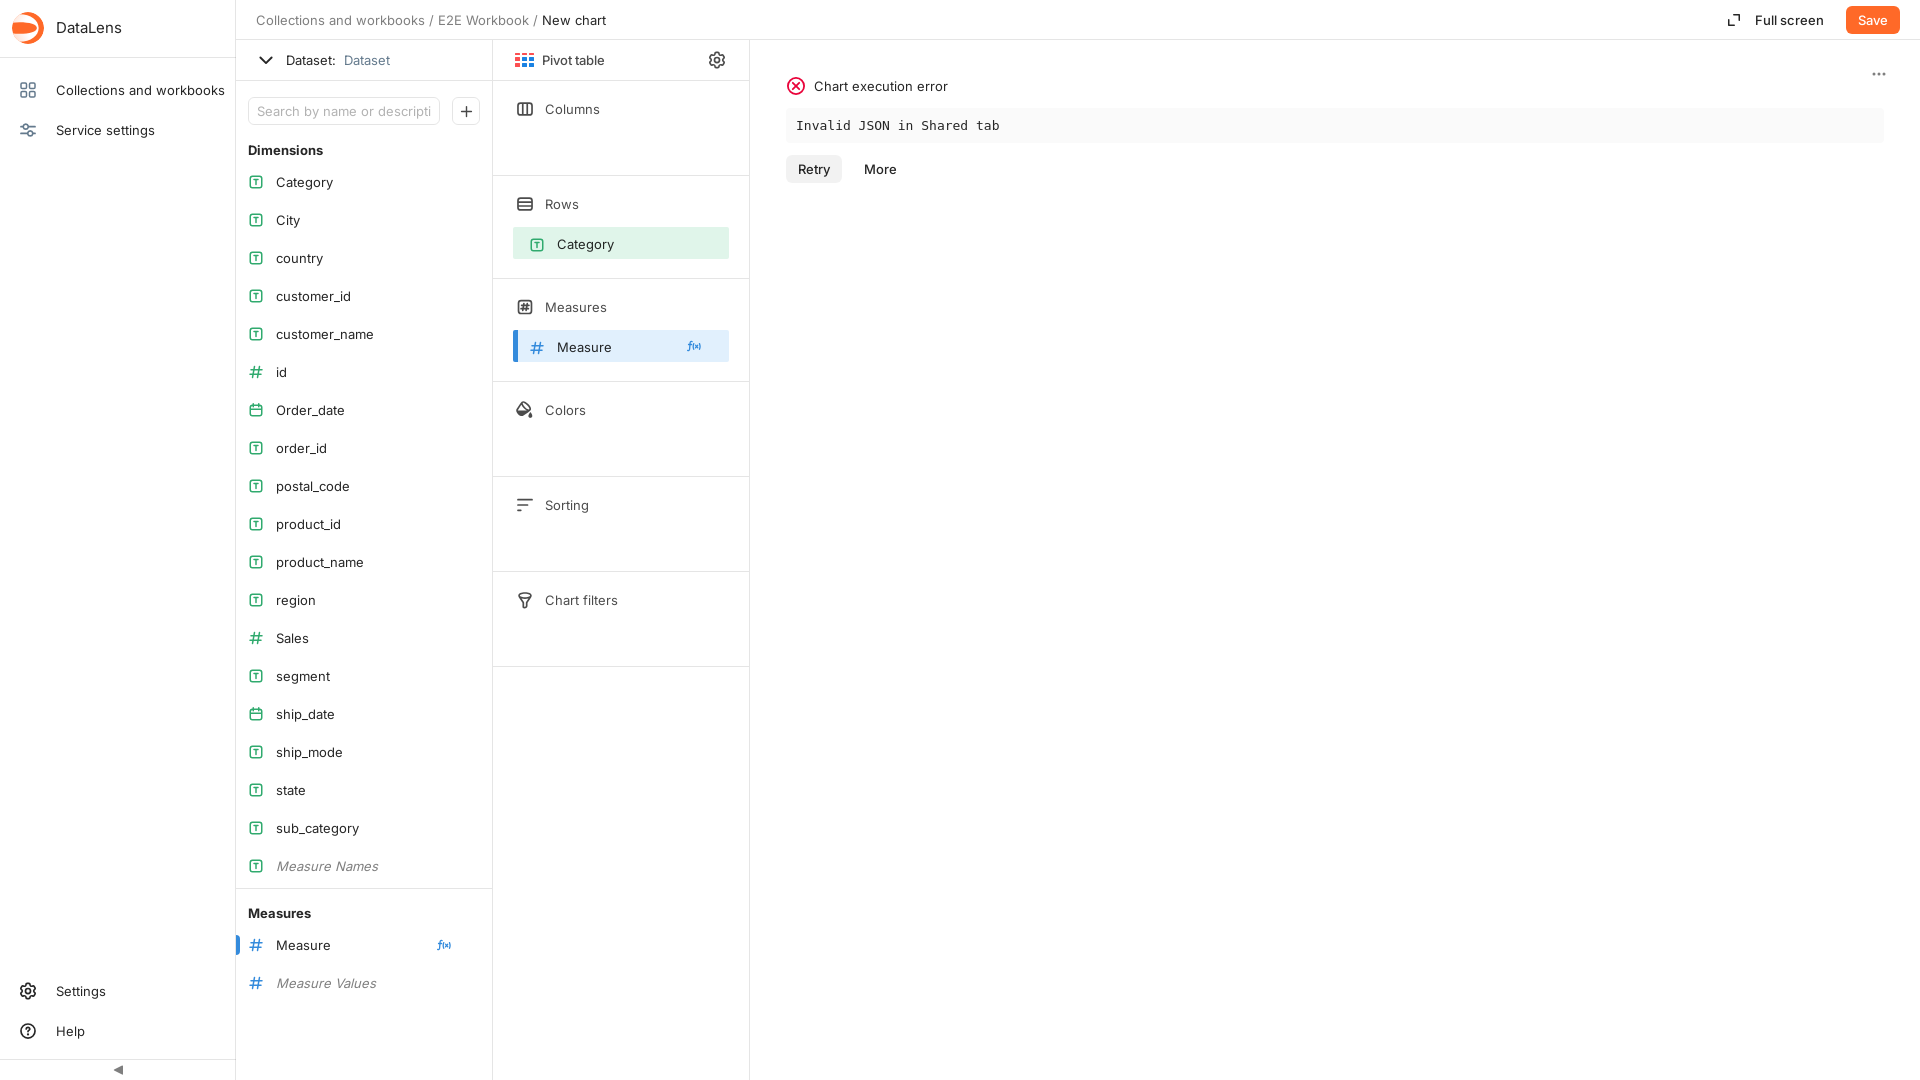 DataLens
Collections and workbooks
Service settings
Settings
Help
Collections and workbooks / E2E Workbook / New chart
Full screen
Save
Dataset: Dataset
Search by name or descripti
Dimensions
Category
City
country
customer_id
customer_name
id
Order_date
order_id
postal_code
product_id
product_name
region
Sales
segment
ship_date
ship_mode
state
sub_category
Measure Names
Measures
Measure
Measure Values
Pivot table
Columns
Rows
Category
Measures
Measure
Colors
Sorting
Chart filters
Chart execution error
Invalid JSON in Shared tab
Retry
More